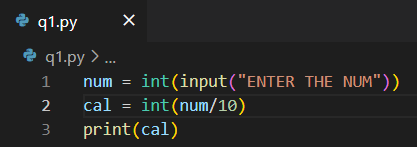 q1.py
q1.py > ...
1 num = int(input("ENTER THE NUM"))
2 cal = int(num/10)
3 print(cal)